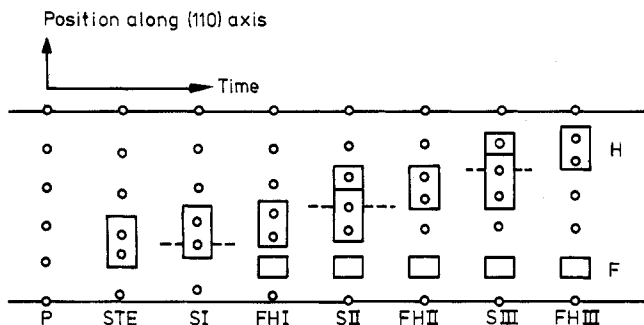 Position along (110) axis
Time
H
F
P STE SI FHI SII FHII SIII FHIII